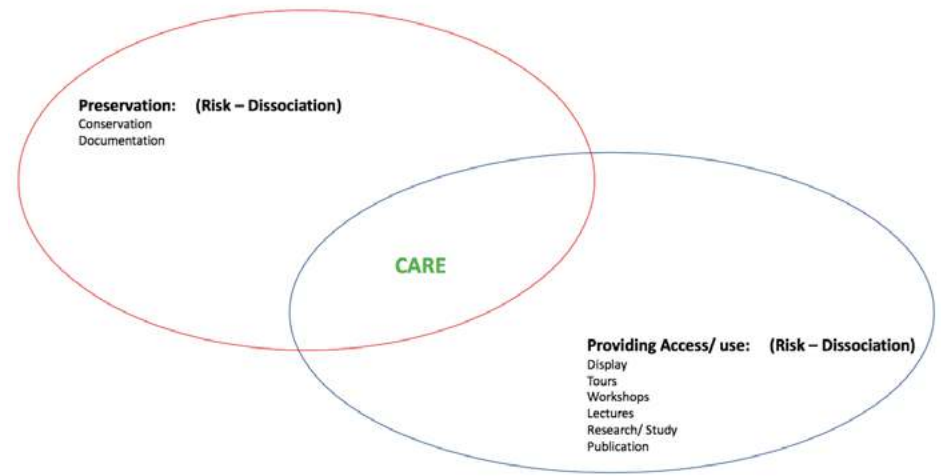 Preservation: (Risk – Dissociation)
Conservation
Documentation
CARE
Providing Access/ use: (Risk – Dissociation)
Display
Tours
Workshops
Lectures
Research/ Study
Publication